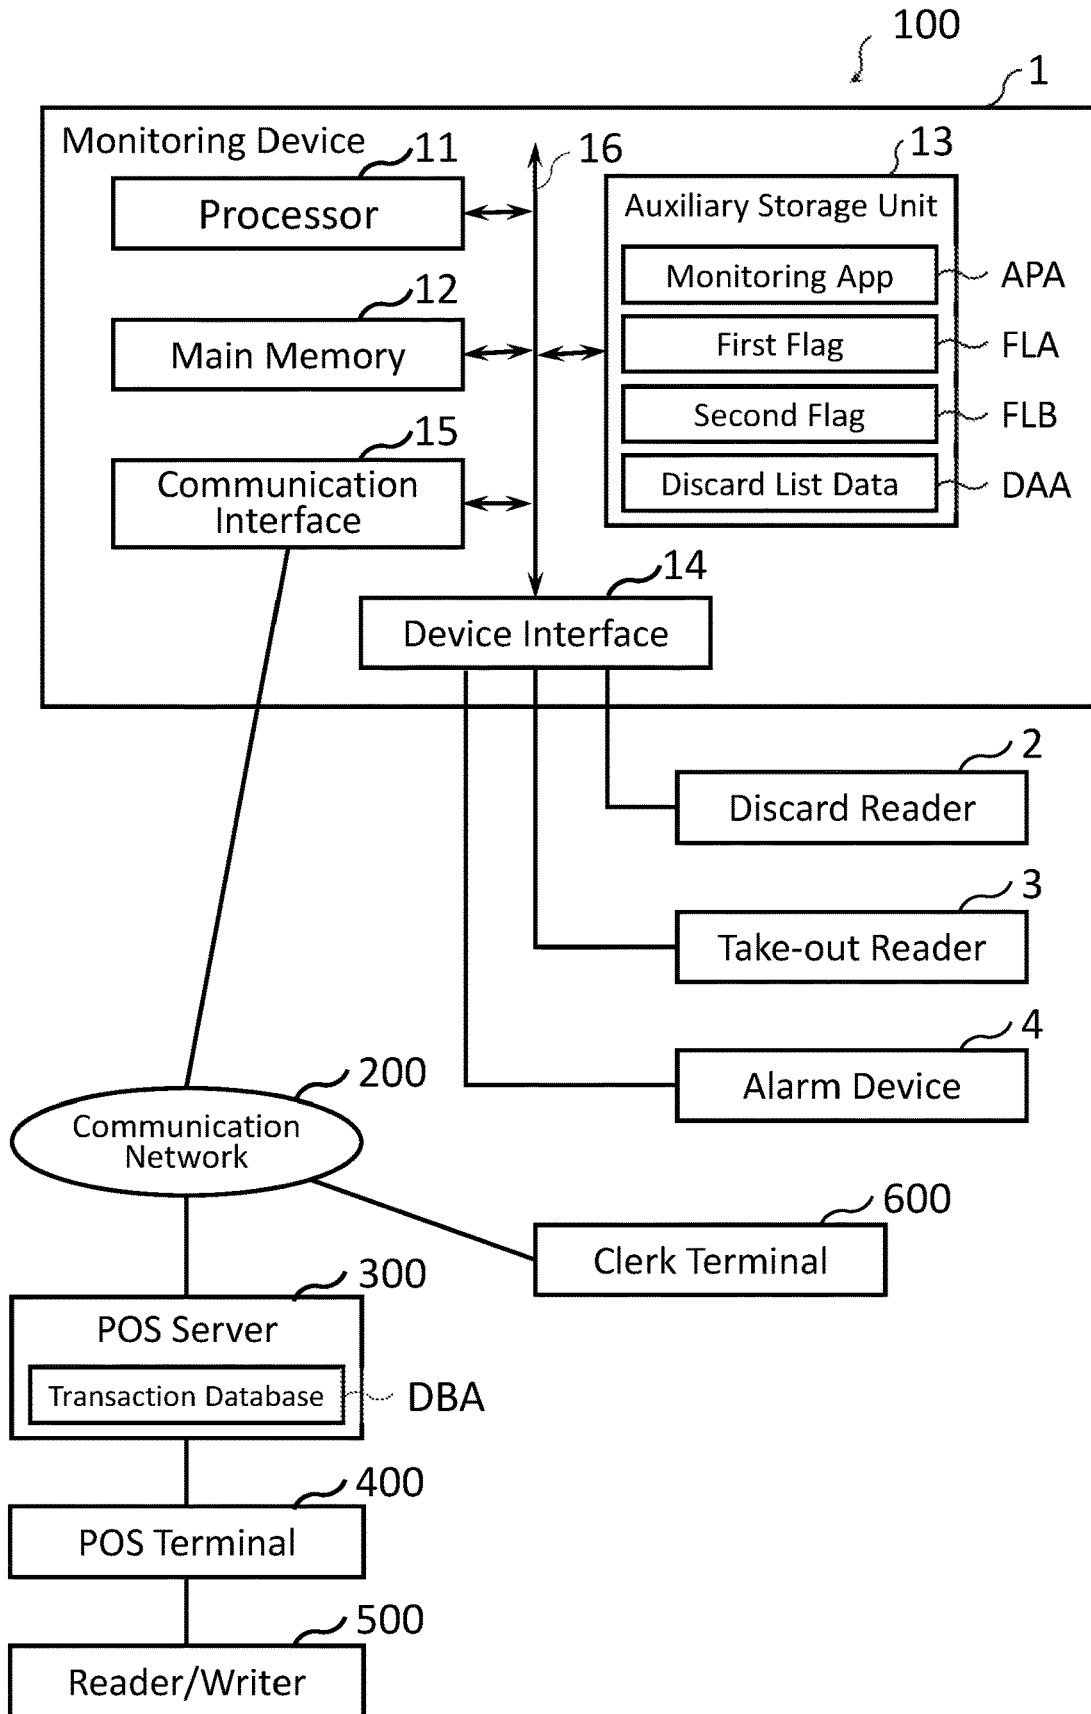 100
1
Monitoring Device
11
16
13
Processor
Auxiliary Storage Unit
Monitoring App
APA
12
Main Memory
First Flag
FLA
Second Flag
FLB
15
Communication
Interface
Discard List Data
DAA
14
Device Interface
2
Discard Reader
3
Take-out Reader
4
Alarm Device
200
Communication
Network
600
Clerk Terminal
300
POS Server
Transaction Database
DBA
400
POS Terminal
500
Reader/Writer